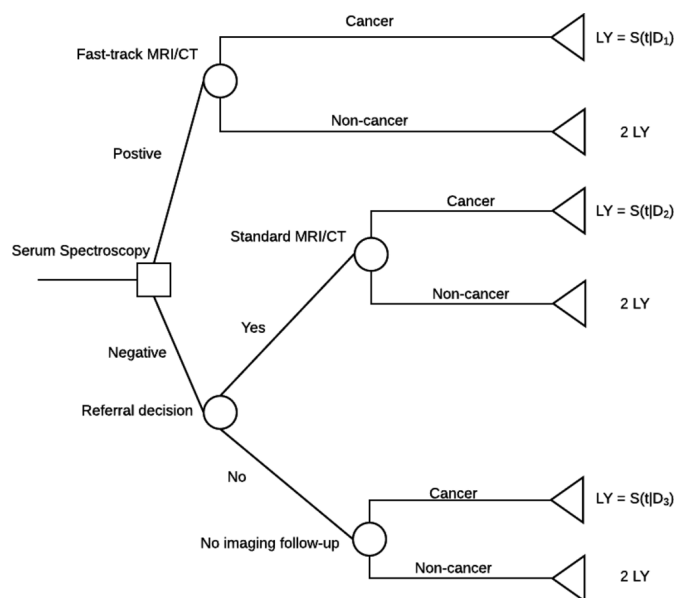 Cancer
LY = S(t|D₁)
Fast-track MRI/CT
Non-cancer
2 LY
Postive
Cancer
LY = S(t|D₂)
Standard MRI/CT
Serum Spectroscopy
Non-cancer
2 LY
Yes
Negative
Referral decision
No
Cancer
LY = S(t|D₃)
No imaging follow-up
Non-cancer
2 LY